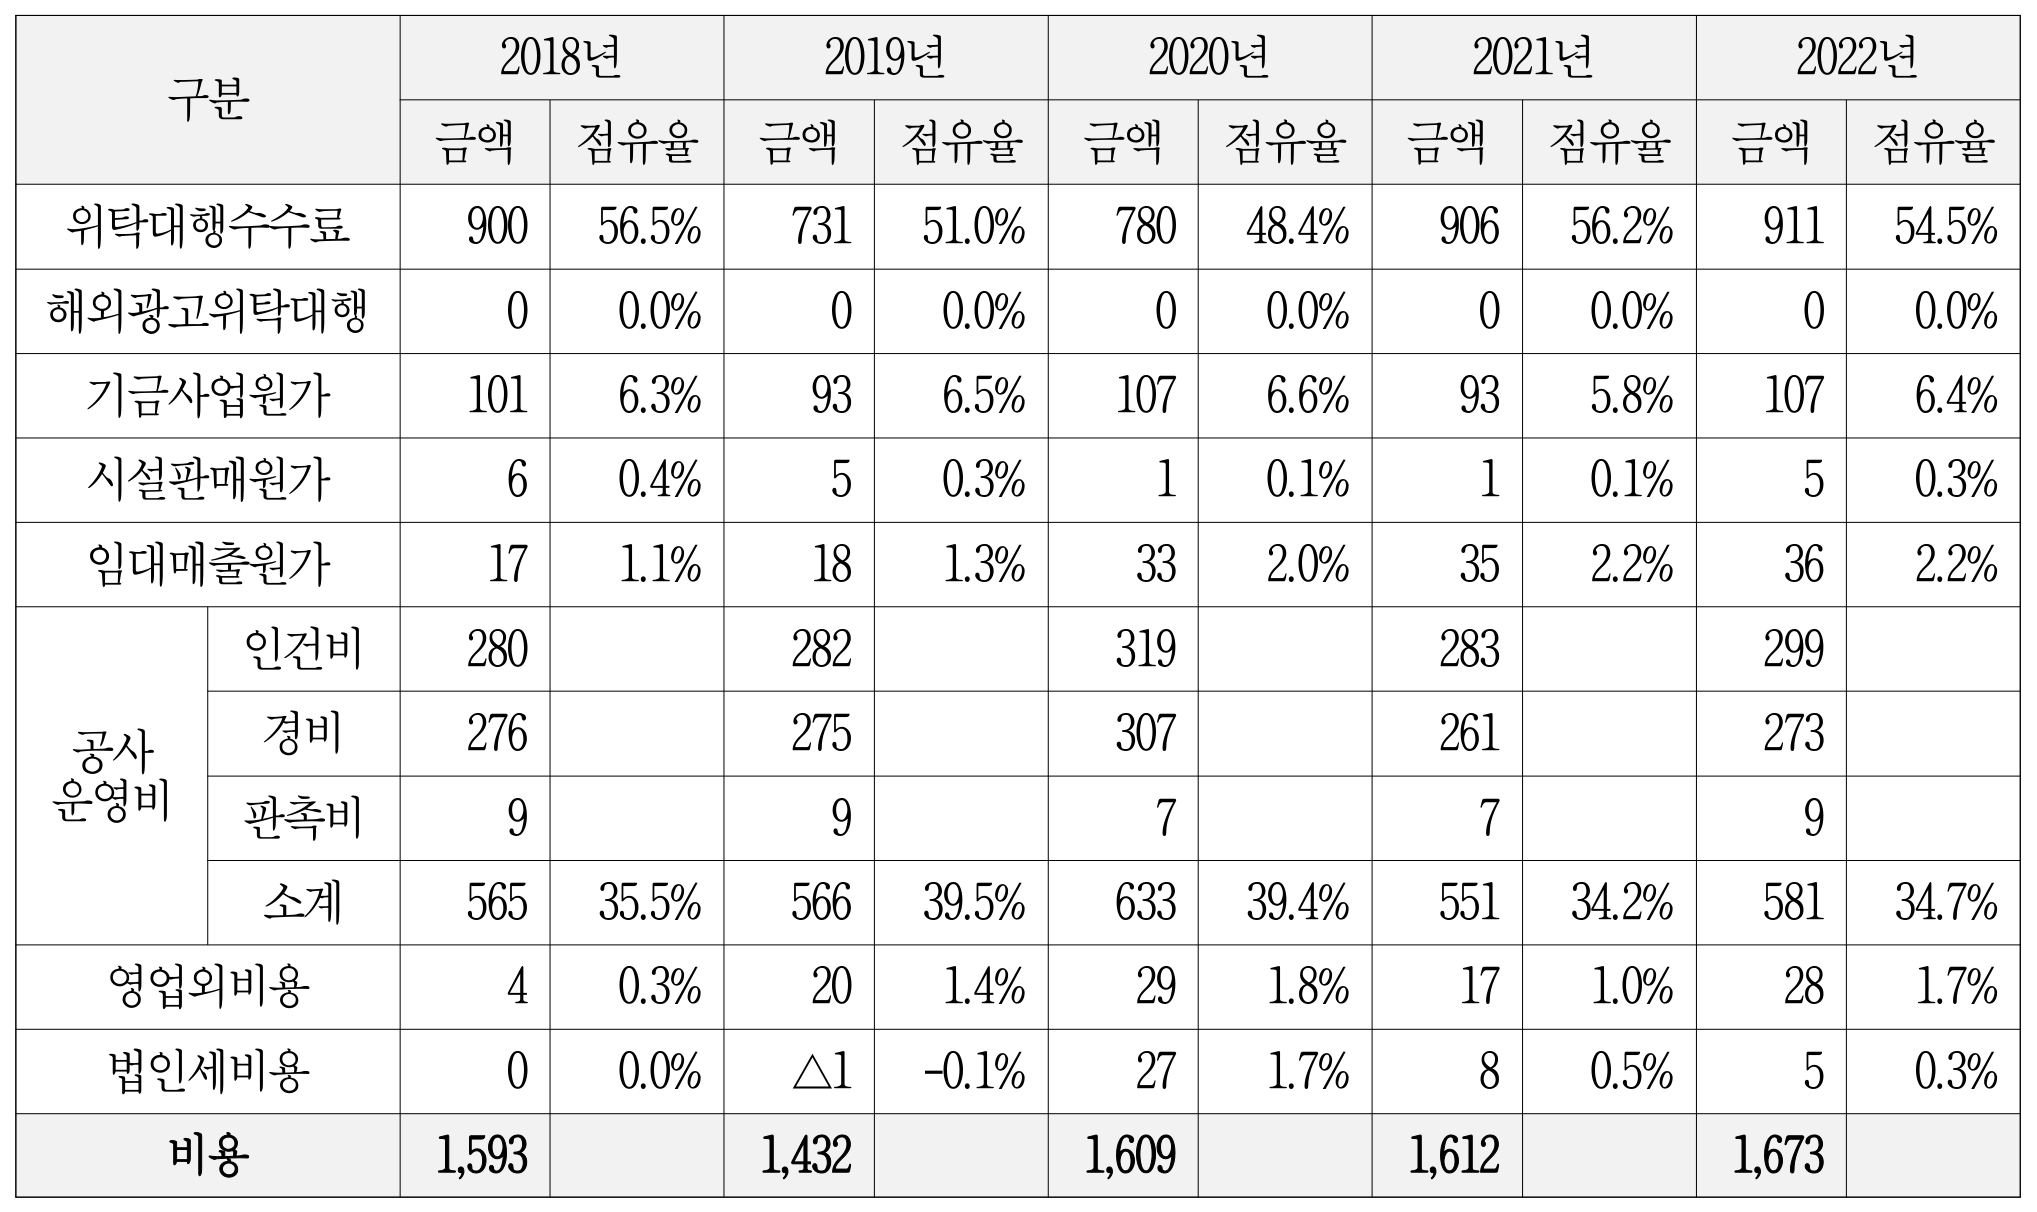 구분 2018년 2019년 2020년 2021년 2022년
금액 점유율 금액 점유율 금액 점유율 금액 점유율 금액 점유율
위탁대행수수료 900 56.5% 731 51.0% 780 48.4% 906 56.2% 911 54.5%
해외광고위탁대행 0 0.0% 0 0.0% 0 0.0% 0 0.0% 0 0.0%
기금사업원가 101 6.3% 93 6.5% 107 6.6% 93 5.8% 107 6.4%
시설판매원가 6 0.4% 5 0.3% 1 0.1% 1 0.1% 5 0.3%
임대매출원가 17 1.1% 18 1.3% 33 2.0% 35 2.2% 36 2.2%
공사
운영비
인건비 280 282 319 283 299
경비 276 275 307 261 273
판촉비 9 9 7 7 9
소계 565 35.5% 566 39.5% 633 39.4% 551 34.2% 581 34.7%
영업외비용 4 0.3% 20 1.4% 29 1.8% 17 1.0% 28 1.7%
법인세비용 0 0.0% △1 -0.1% 27 1.7% 8 0.5% 5 0.3%
비용 1,593 1,432 1,609 1,612 1,673